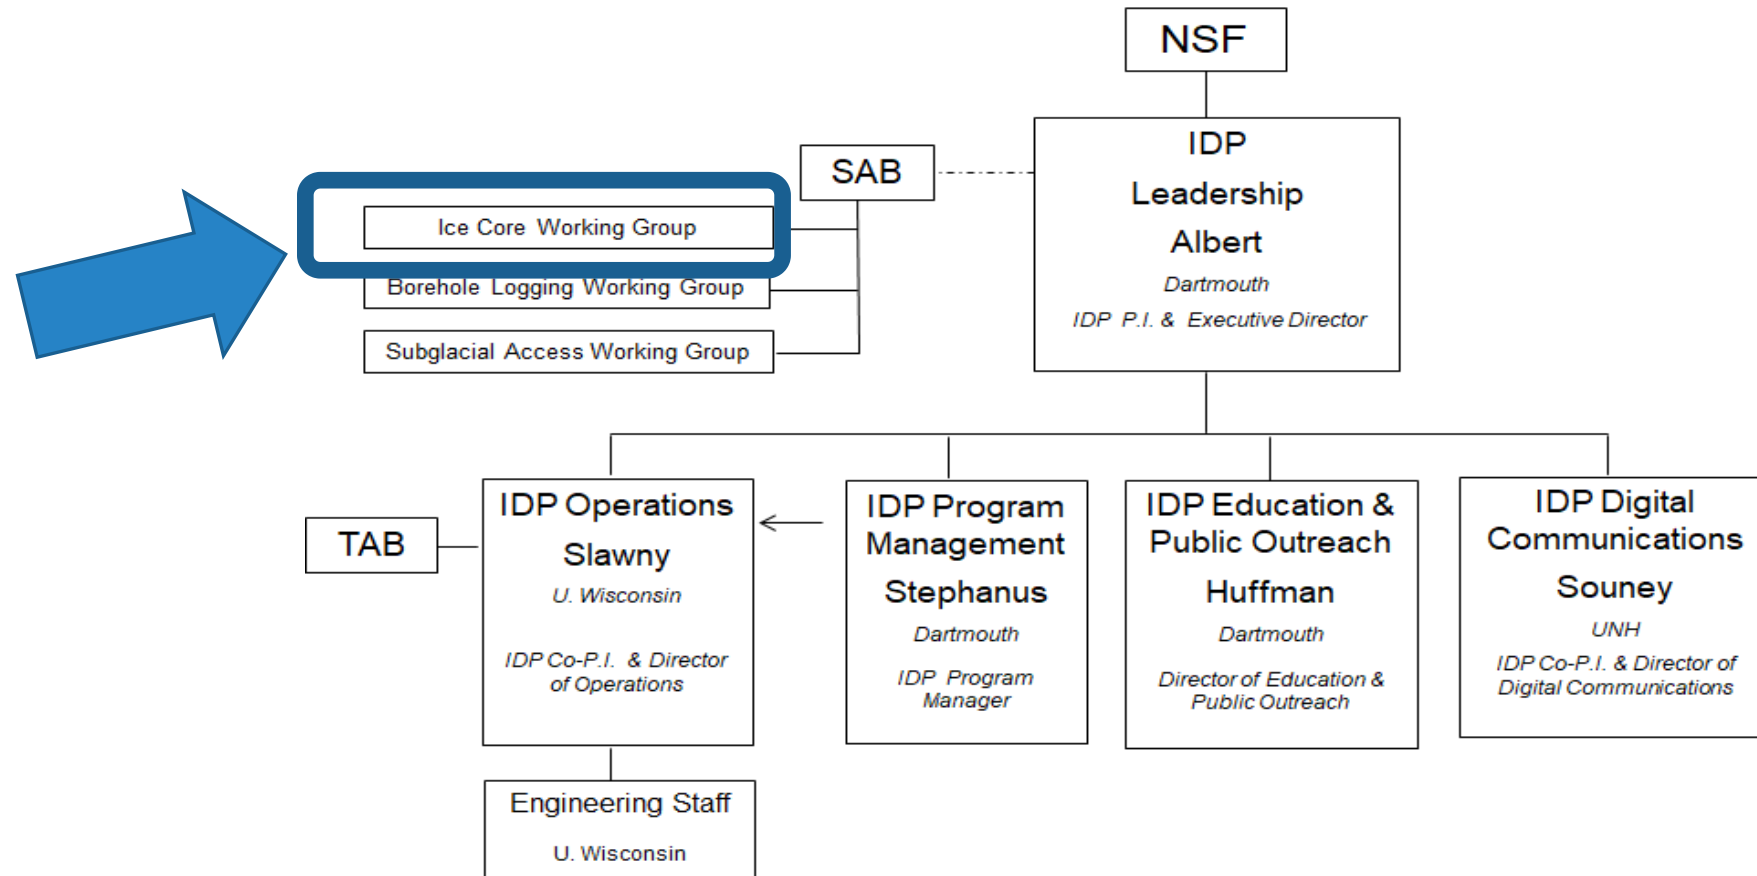 NSF
IDP
Leadership
Albert
Dartmouth
IDP P.I. & Executive Director
SAB
Ice Core Working Group
Borehole Logging Working Group
Subglacial Access Working Group
TAB
IDP Operations
Slawny
U. Wisconsin
IDP Co-P.I. & Director
of Operations
IDP Program
Management
Stephanus
Dartmouth
IDP Program
Manager
IDP Education &
Public Outreach
Huffman
Dartmouth
Director of Education &
Public Outreach
IDP Digital
Communications
Souney
UNH
IDP Co-P.I. & Director of
Digital Communications
Engineering Staff
U. Wisconsin